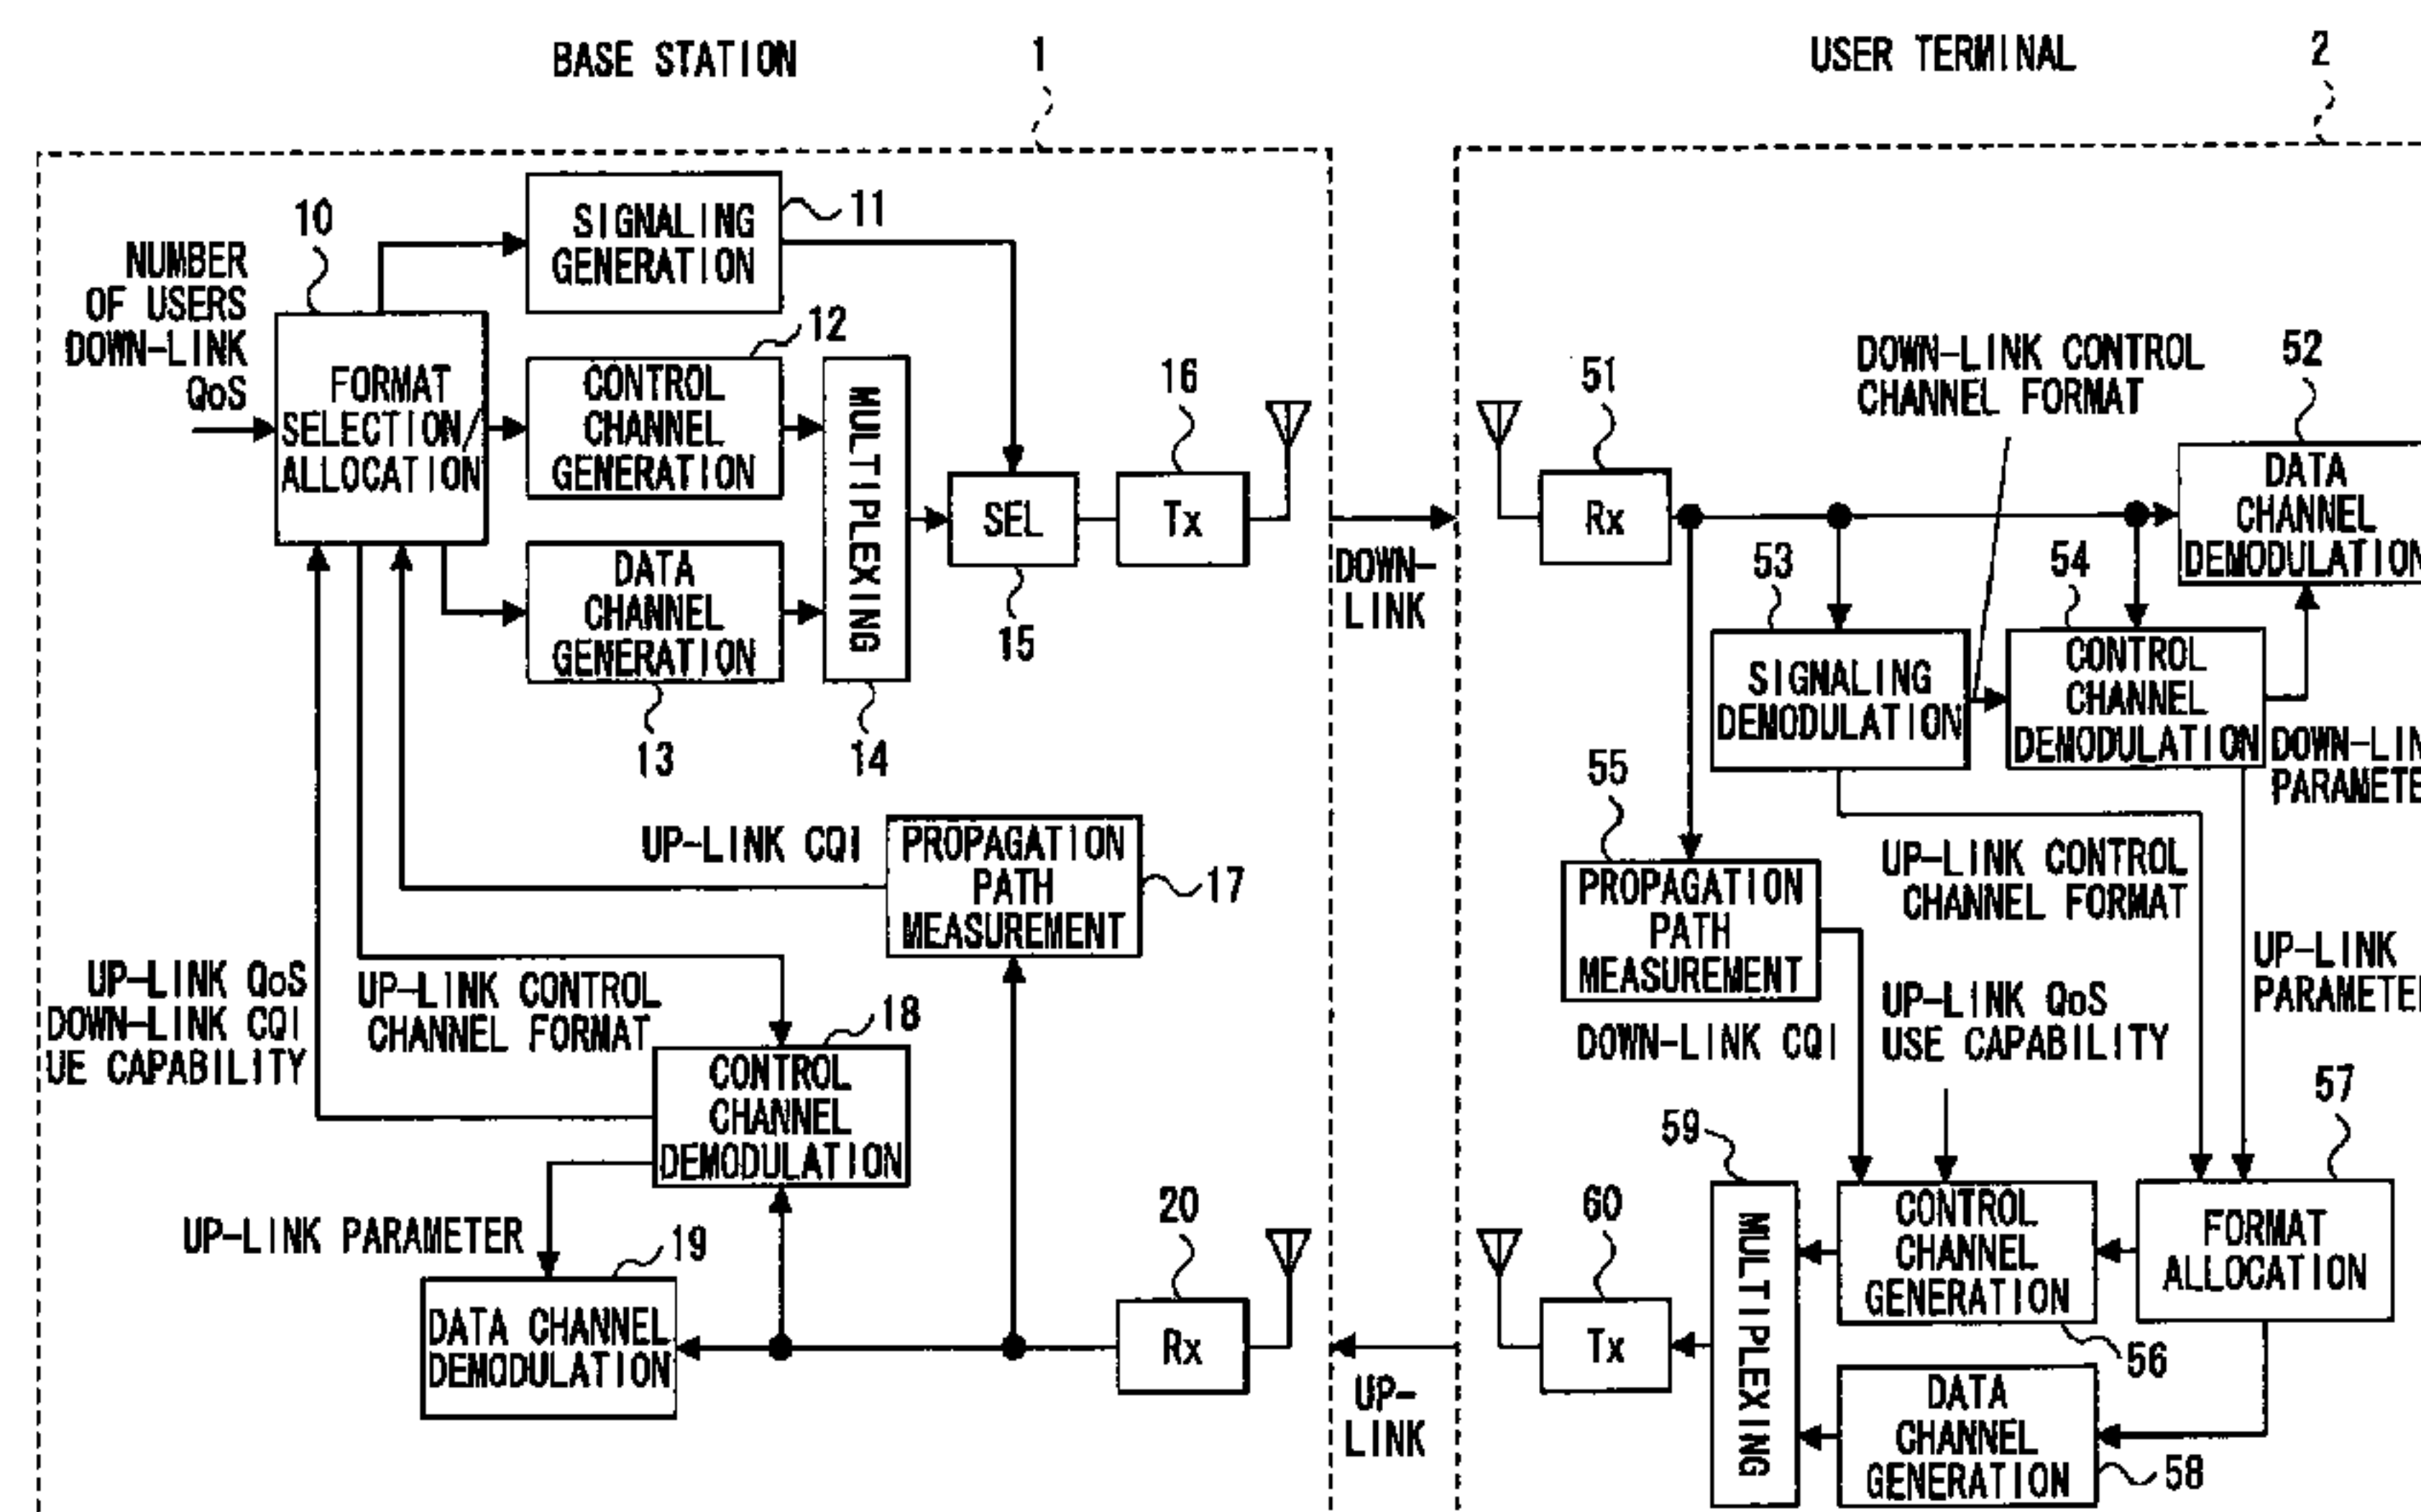 BASE STATION
1
USER TERMINAL
2
10
NUMBER
OF USERS
DOWN-LINK
QoS
FORMAT
SELECTION/
ALLOCATION
SIGNALING
GENERATION
11
12
CONTROL
CHANNEL
GENERATION
DATA
CHANNEL
GENERATION
13
MULTIPLEXING
14
SEL
15
16
Tx
DOWN-
LINK
UP-LINK CQI
PROPAGATION
PATH
MEASUREMENT
17
UP-LINK QoS
DOWN-LINK CQI
UE CAPABILITY
UP-LINK CONTROL
CHANNEL FORMAT
18
CONTROL
CHANNEL
DEMODULATION
UP-LINK PARAMETER
19
DATA CHANNEL
DEMODULATION
20
Rx
UP-
LINK
51
Rx
DOWN-LINK CONTROL
CHANNEL FORMAT
52
DATA
CHANNEL
DEMODULATION
53
SIGNALING
DEMODULATION
54
CONTROL
CHANNEL
DEMODULATION
DOWN-LIN
PARAMETE
55
PROPAGATION
PATH
MEASUREMENT
UP-LINK CONTROL
CHANNEL FORMAT
UP-LINK
PARAMETER
DOWN-LINK CQI
UP-LINK QoS
USE CAPABILITY
57
FORMAT
ALLOCATION
59
MULTIPLEXING
CONTROL
CHANNEL
GENERATION
56
60
Tx
DATA
CHANNEL
GENERATION
58